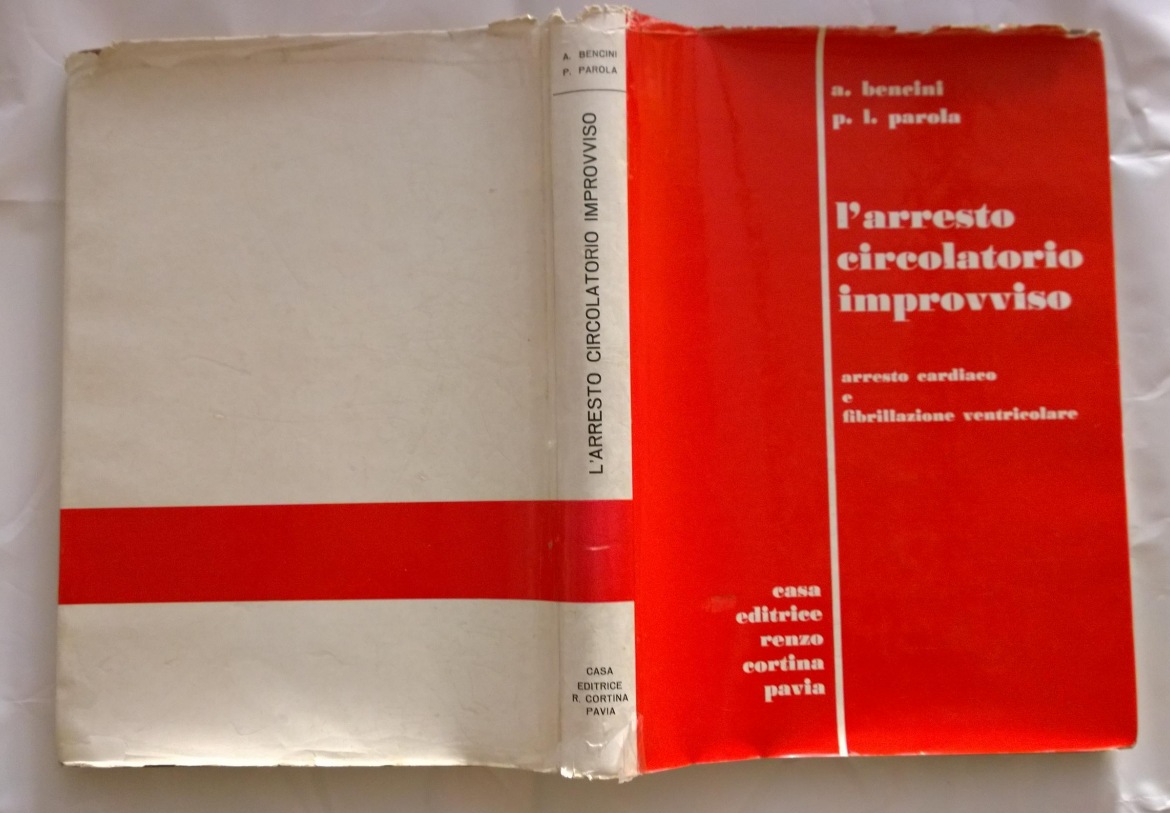 A. BENCINI
P. PAROLA
L'ARRESTO CIRCOLATORIO IMPROVVISO
CASA
EDITRICE
R. CORTINA
PAVIA
a. bencini
p. l. parola
l'arresto
circolatorio
improvviso
arresto cardiaco
e
fibrillazione ventricolare
casa
editrice
renzo
cortina
pavia